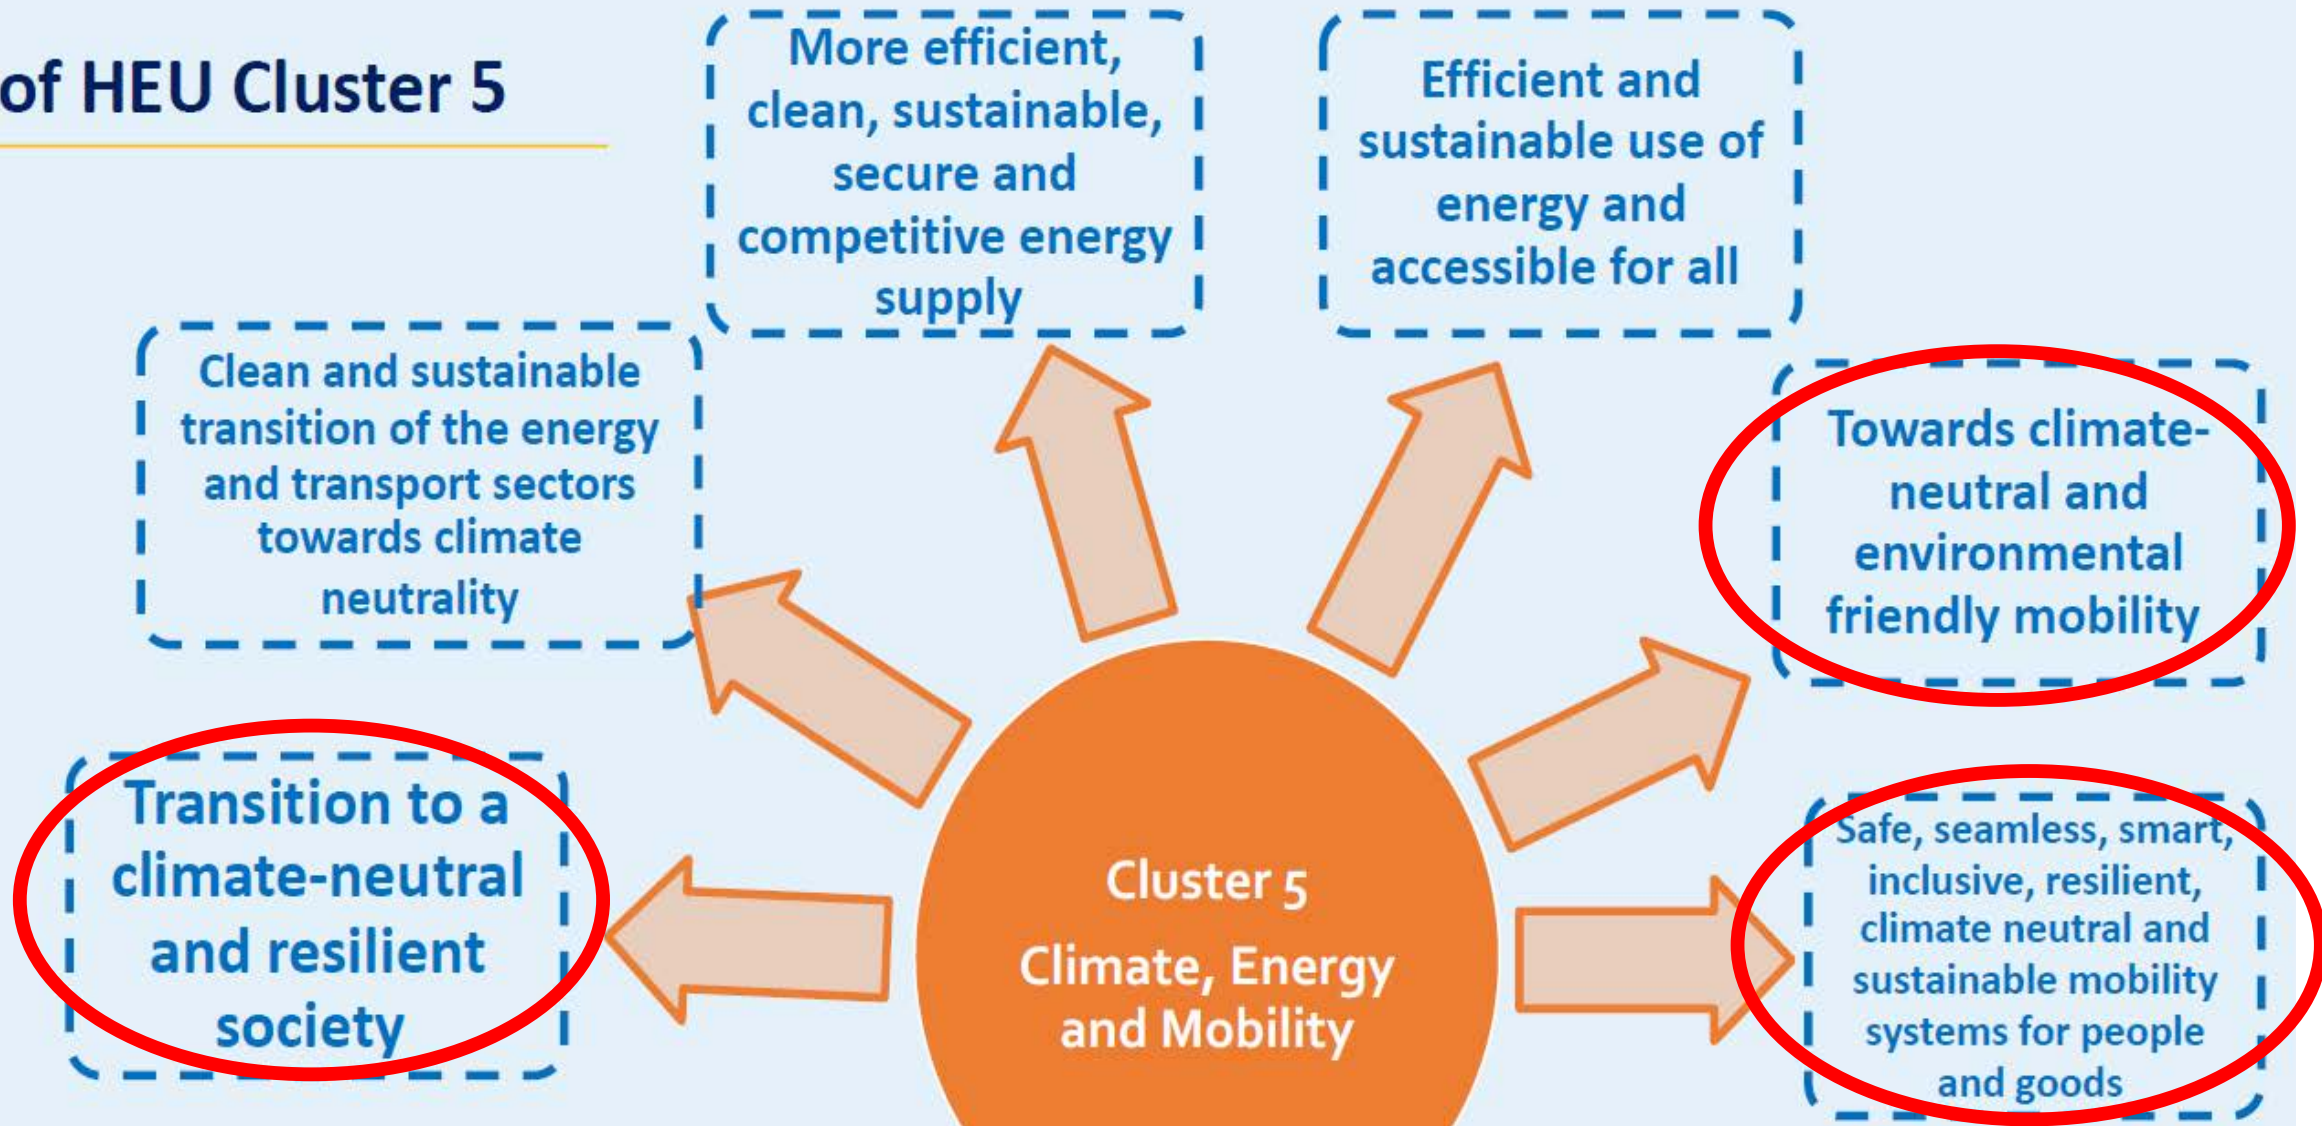 of HEU Cluster 5
More efficient,
clean, sustainable,
secure and
competitive energy
supply
Efficient and
sustainable use of
energy and
accessible for all
Clean and sustainable
transition of the energy
and transport sectors
towards climate
neutrality
Towards climate-
neutral and
environmental
friendly mobility
Transition to a
climate-neutral
and resilient
society
Cluster 5
Climate, Energy
and Mobility
Safe, seamless, smart,
inclusive, resilient,
climate neutral and
sustainable mobility
systems for people
and goods